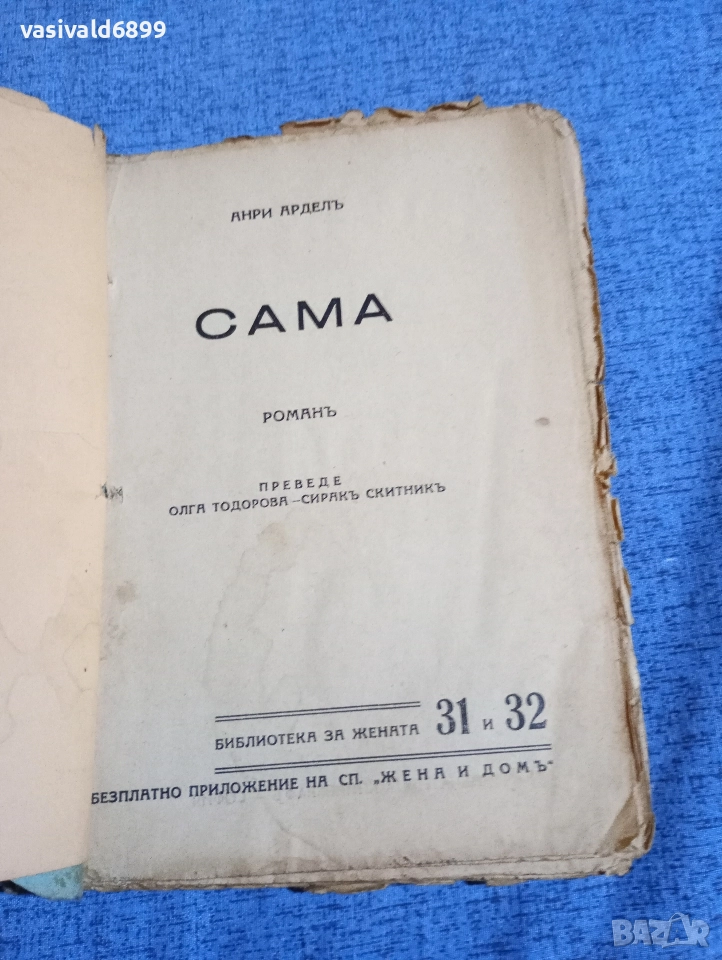 vasivald6899
АНРИ АРДЕЛЪ
САМА
РОМАНЪ
ПРЕВЕДЕ
ОЛГА ТОДОРОВА — СИРАКЪ СКИТНИКЪ
БИБЛИОТЕКА ЗА ЖЕНАТА 31 и 32
БЕЗПЛАТНО ПРИЛОЖЕНИЕ НА СП. „ЖЕНА И ДОМЪ“
BAZAR